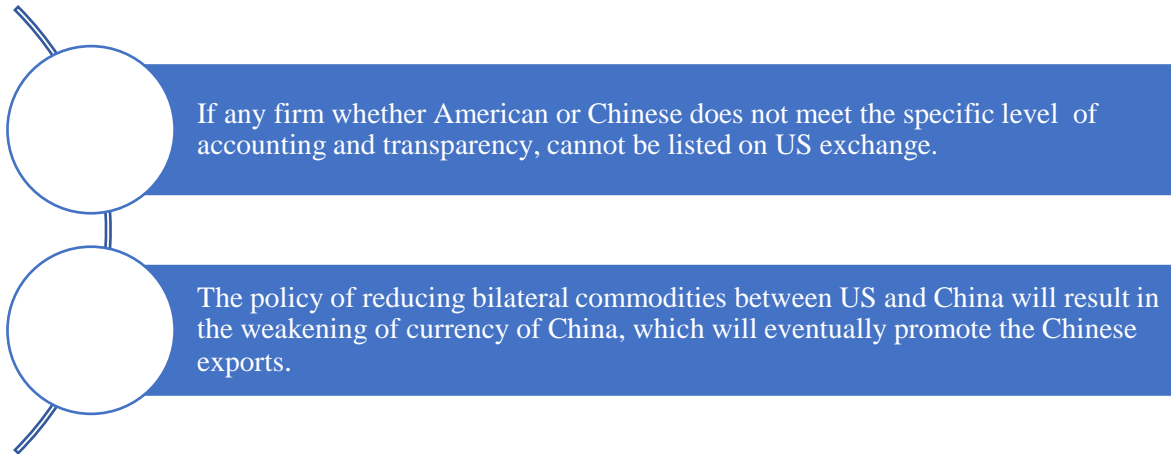 If any firm whether American or Chinese does not meet the specific level  of
accounting and transparency, cannot be listed on US exchange.
The policy of reducing bilateral commodities between US and China will result in
the weakening of currency of China, which will eventually promote the Chinese
exports.